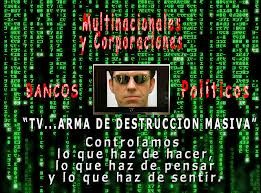 Multinacionales
y Corporaciones
BANCOS
Politicos
“TV...ARMA DE DESTRUCCION MASIVA”
Controlamos
lo que haz de hacer,
lo que haz de pensar
y lo que haz de sentir.